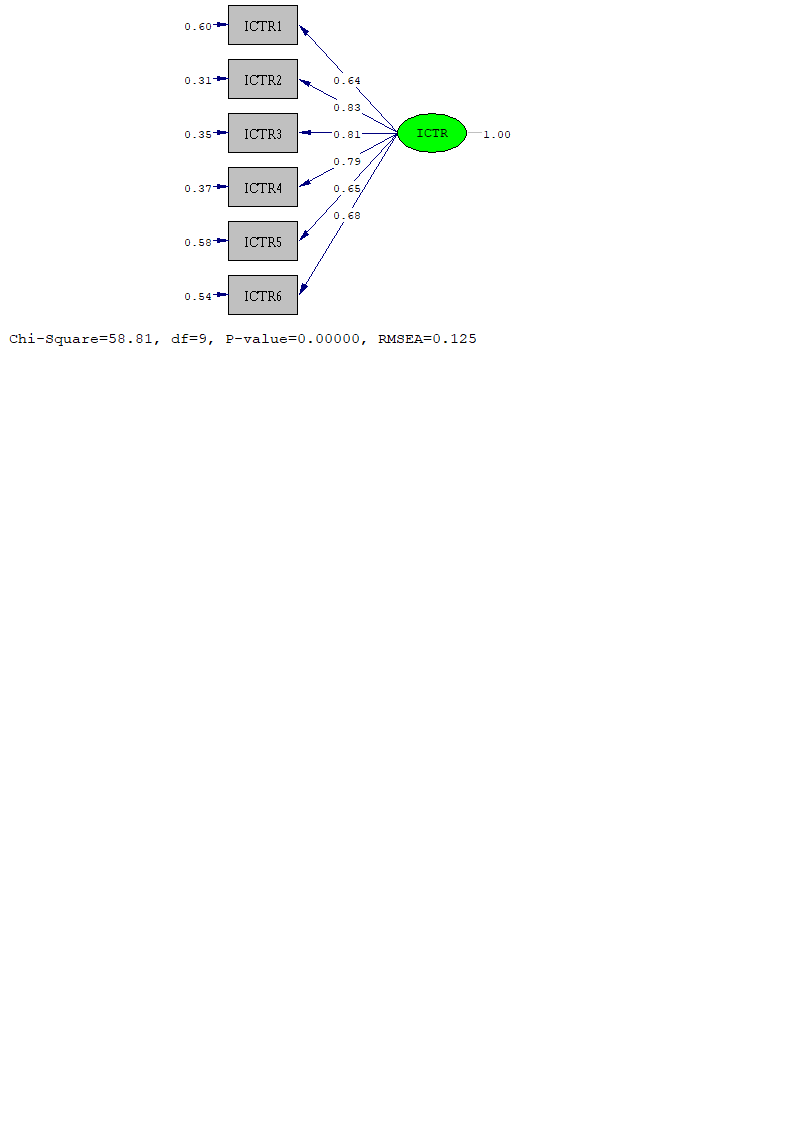 0.60 ICTR1
0.64
0.31 ICTR2
0.83
0.35 ICTR3 0.81 ICTR 1.00
0.79
0.37 ICTR4 0.65
0.68
0.58 ICTR5
0.54 ICTR6
Chi-Square=58.81, df=9, P-value=0.00000, RMSEA=0.125